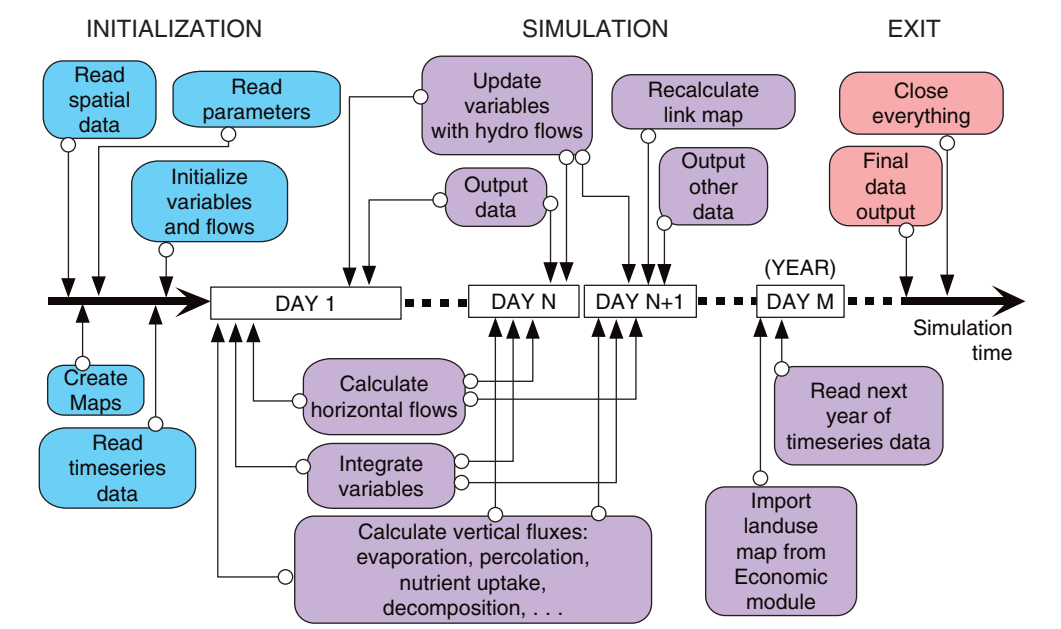 INITIALIZATION
SIMULATION
EXIT
Read
spatial
data
Read
parameters
Initialize
variables
and flows
Update
variables
with hydro flows
Output
data
Recalculate
link map
Output
other
data
Close
everything
Final
data
output
(YEAR)
DAY 1
DAY N
DAY N+1
DAY M
Simulation
time
Create
Maps
Read
timeseries
data
Calculate
horizontal flows
Integrate
variables
Calculate vertical fluxes:
evaporation, percolation,
nutrient uptake,
decomposition, . . .
Read next
year of
timeseries data
Import
landuse
map from
Economic
module